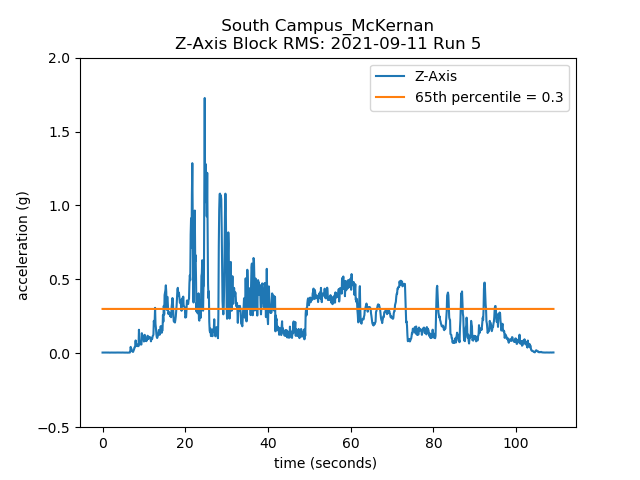 South Campus_McKernan
Z-Axis Block RMS: 2021-09-11 Run 5
Z-Axis
65th percentile = 0.3
2.0
1.5
1.0
0.5
0.0
−0.5
acceleration (g)
0 20 40 60 80 100
time (seconds)